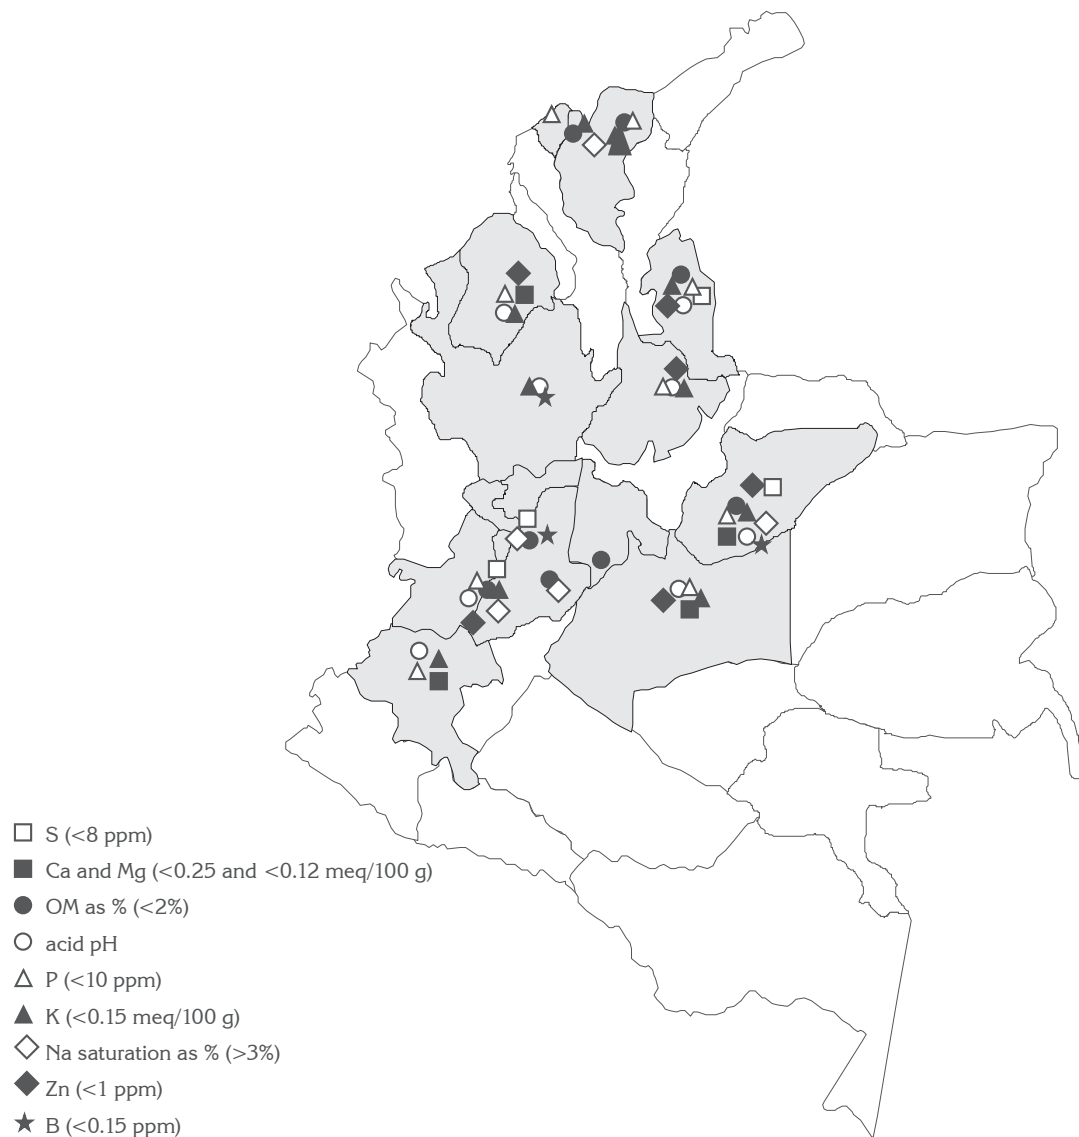 S (<8 ppm)
Ca and Mg (<0.25 and <0.12 meq/100 g)
OM as % (<2%)
acid pH
P (<10 ppm)
K (<0.15 meq/100 g)
Na saturation as % (>3%)
Zn (<1 ppm)
B (<0.15 ppm)